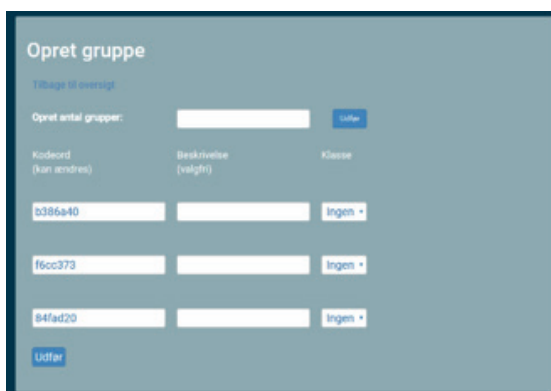 Opret gruppe
Tilbage til oversigt
Opret antal grupper: Udfør
Kodeord Beskrivelse Klasse
(kan ændres) (valgfri)
b386a40 Ingen
f6cc373 Ingen
84fad20 Ingen
Udfør